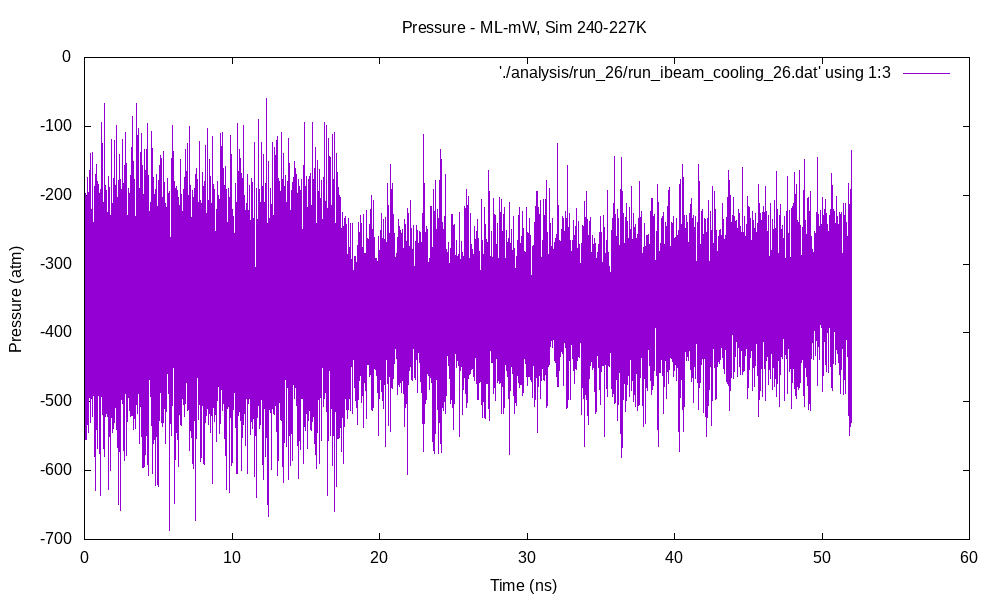 Pressure - ML-mW, Sim 240-227K
'./analysis/run_26/run_ibeam_cooling_26.dat' using 1:3
0
-100
-200
-300
-400
-500
-600
-700
Pressure (atm)
0 10 20 30 40 50 60
Time (ns)